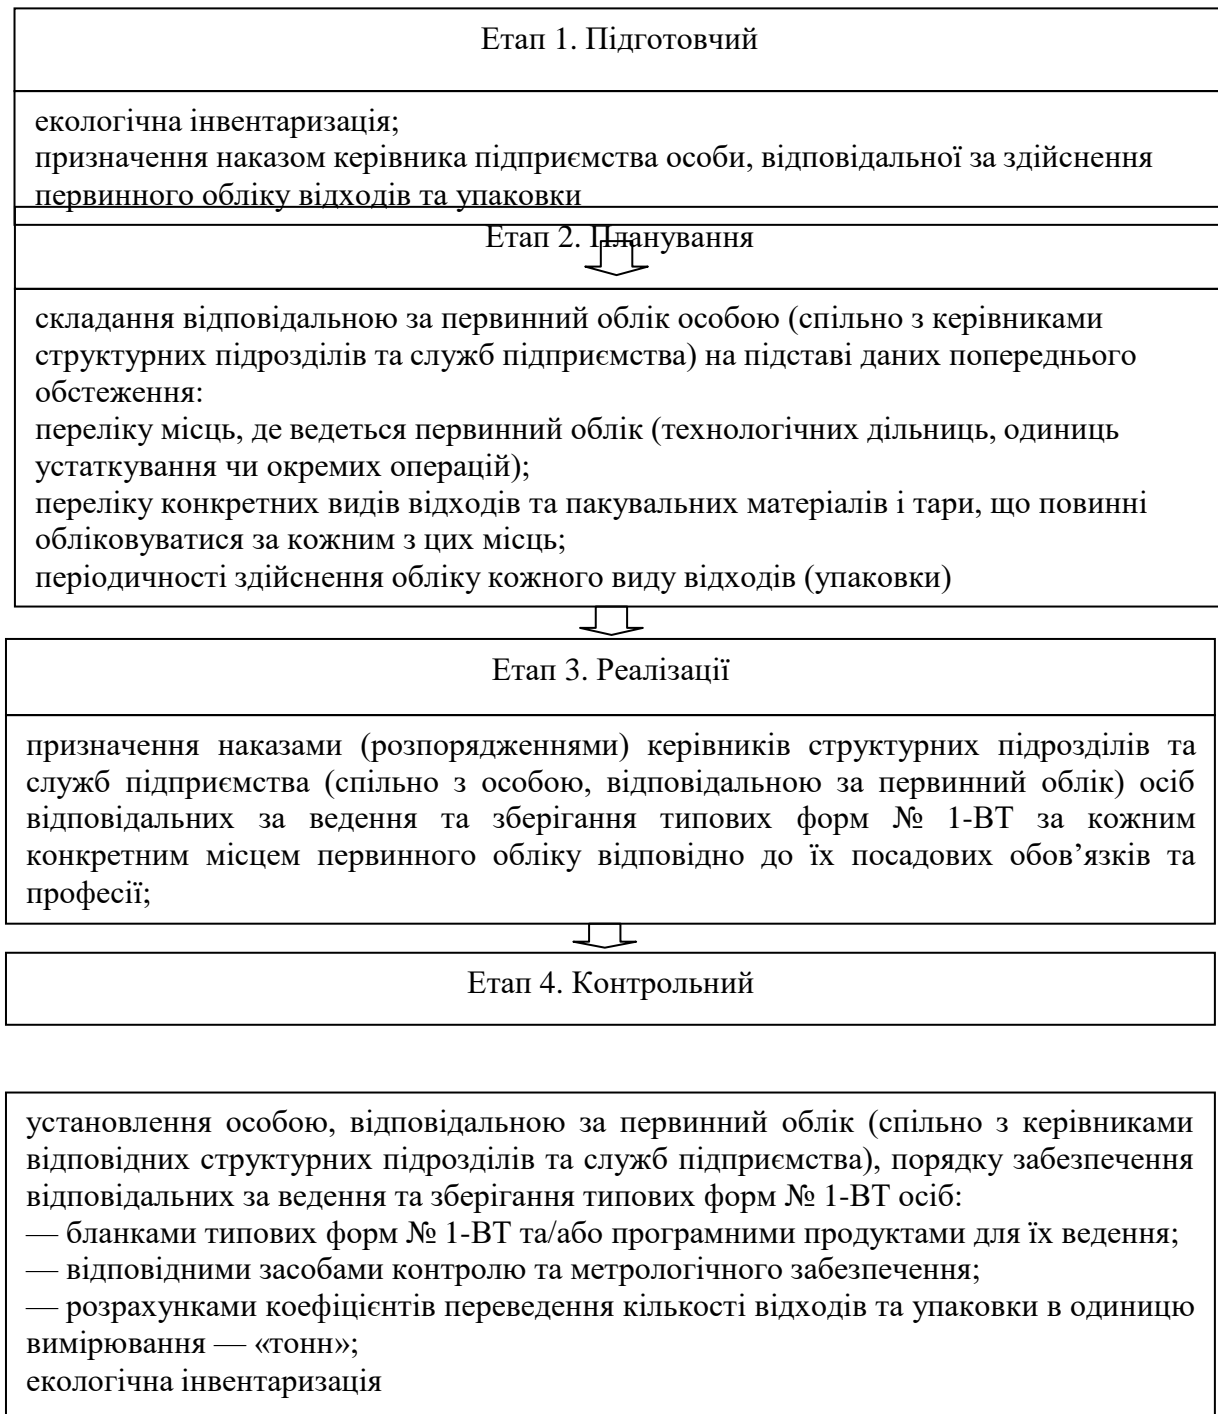 Етап 1. Підготовчий
екологічна інвентаризація;
призначення наказом керівника підприємства особи, відповідальної за здійснення
первинного обліку відходів та упаковки
Етап 2. Планування
складання відповідальною за первинний облік особою (спільно з керівниками
структурних підрозділів та служб підприємства) на підставі даних попереднього
обстеження:
переліку місць, де ведеться первинний облік (технологічних дільниць, одиниць
устаткування чи окремих операцій);
переліку конкретних видів відходів та пакувальних матеріалів і тари, що повинні
обліковуватися за кожним з цих місць;
періодичності здійснення обліку кожного виду відходів (упаковки)
Етап 3. Реалізації
призначення наказами (розпорядженнями) керівників структурних підрозділів та
служб підприємства (спільно з особою, відповідальною за первинний облік) осіб
відповідальних за ведення та зберігання типових форм № 1-ВТ за кожним
конкретним місцем первинного обліку відповідно до їх посадових обов’язків та
професії;
Етап 4. Контрольний
установлення особою, відповідальною за первинний облік (спільно з керівниками
відповідних структурних підрозділів та служб підприємства), порядку забезпечення
відповідальних за ведення та зберігання типових форм № 1-ВТ осіб:
— бланками типових форм № 1-ВТ та/або програмними продуктами для їх ведення;
— відповідними засобами контролю та метрологічного забезпечення;
— розрахунками коефіцієнтів переведення кількості відходів та упаковки в одиницю
вимірювання — «тонн»;
екологічна інвентаризація